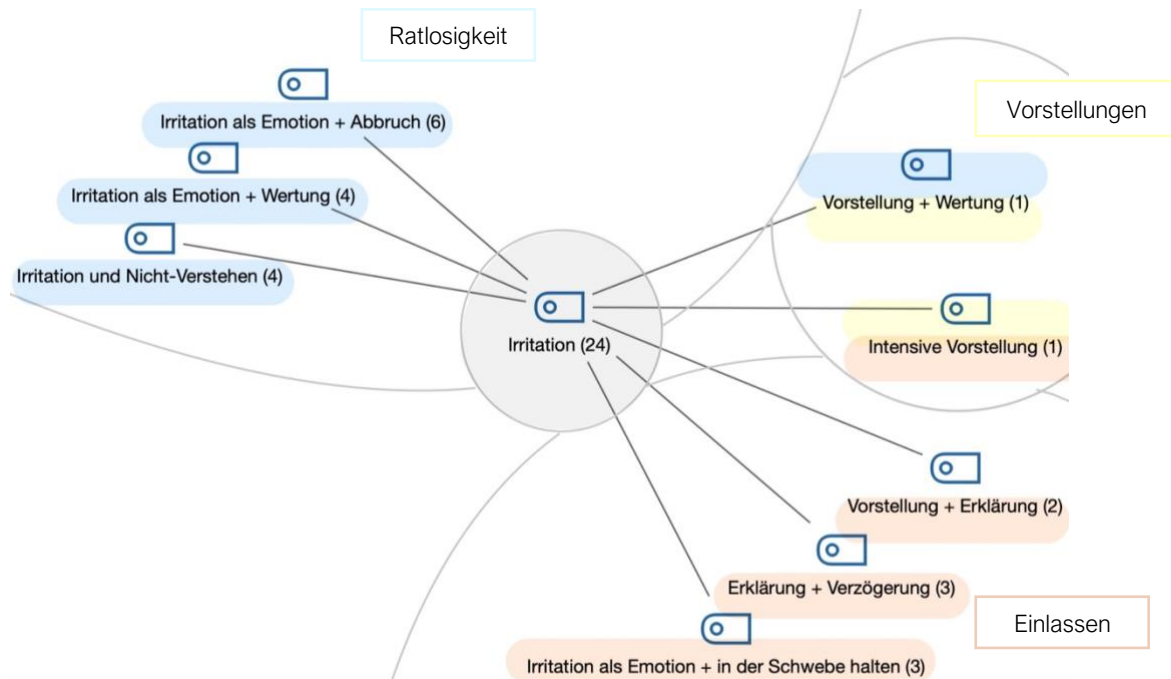 Ratlosigkeit
Irritation als Emotion + Abbruch (6)
Irritation als Emotion + Wertung (4)
Irritation und Nicht-Verstehen (4)
Vorstellungen
Vorstellung + Wertung (1)
Irritation (24)
Intensive Vorstellung (1)
Vorstellung + Erklärung (2)
Erklärung + Verzögerung (3)
Einlassen
Irritation als Emotion + in der Schwebe halten (3)